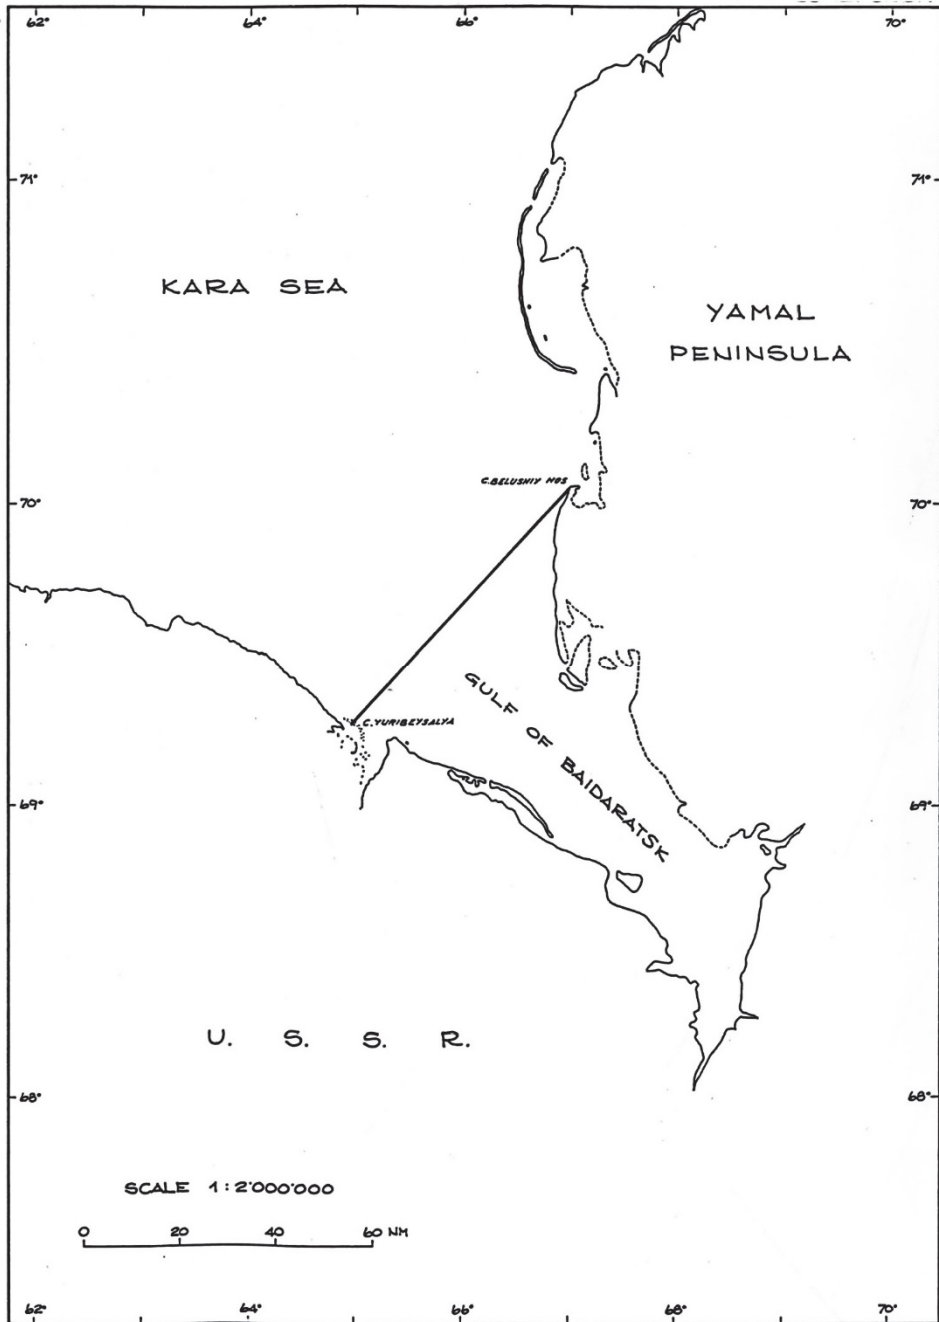 62°
64°
66°
70°
71°
71°
KARA SEA
YAMAL
PENINSULA
C.BELUSHIY NOS
70°
70°
C.YURIBEYSALYA
GULF OF BAIDARATSK
69°
69°
U. S. S. R.
68°
68°
SCALE 1:2'000'000
0 20 40 60 NM
62°
64°
66°
68°
70°